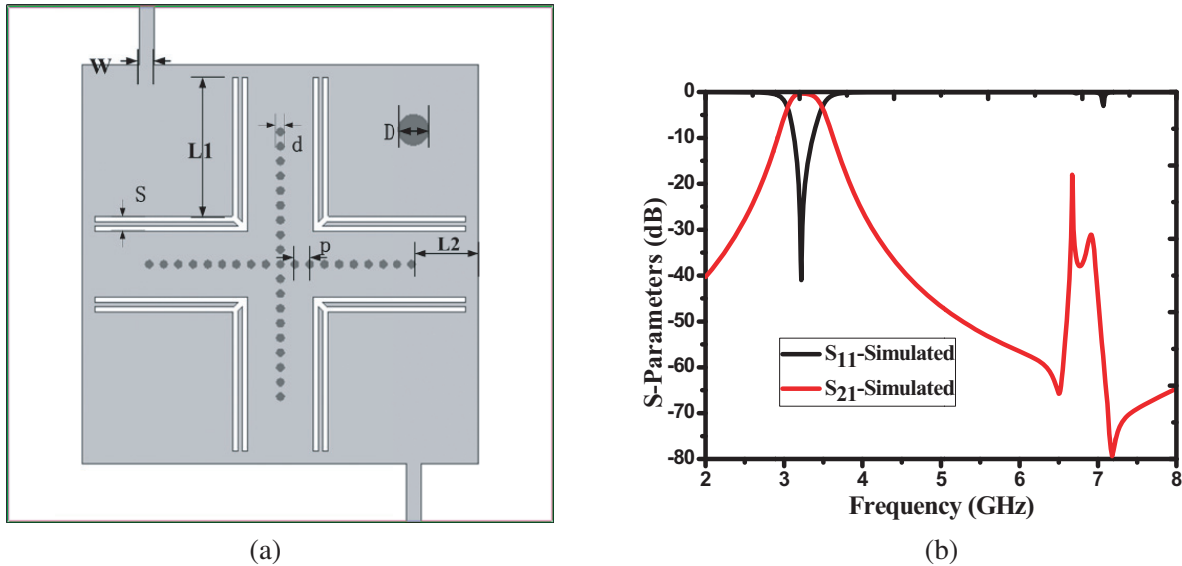 W
L1
d
D
S
p
L2
(a)
S-Parameters (dB)
0
-10
-20
-30
-40
-50
-60
-70
-80
S11-Simulated
S21-Simulated
2 3 4 5 6 7 8
Frequency (GHz)
(b)